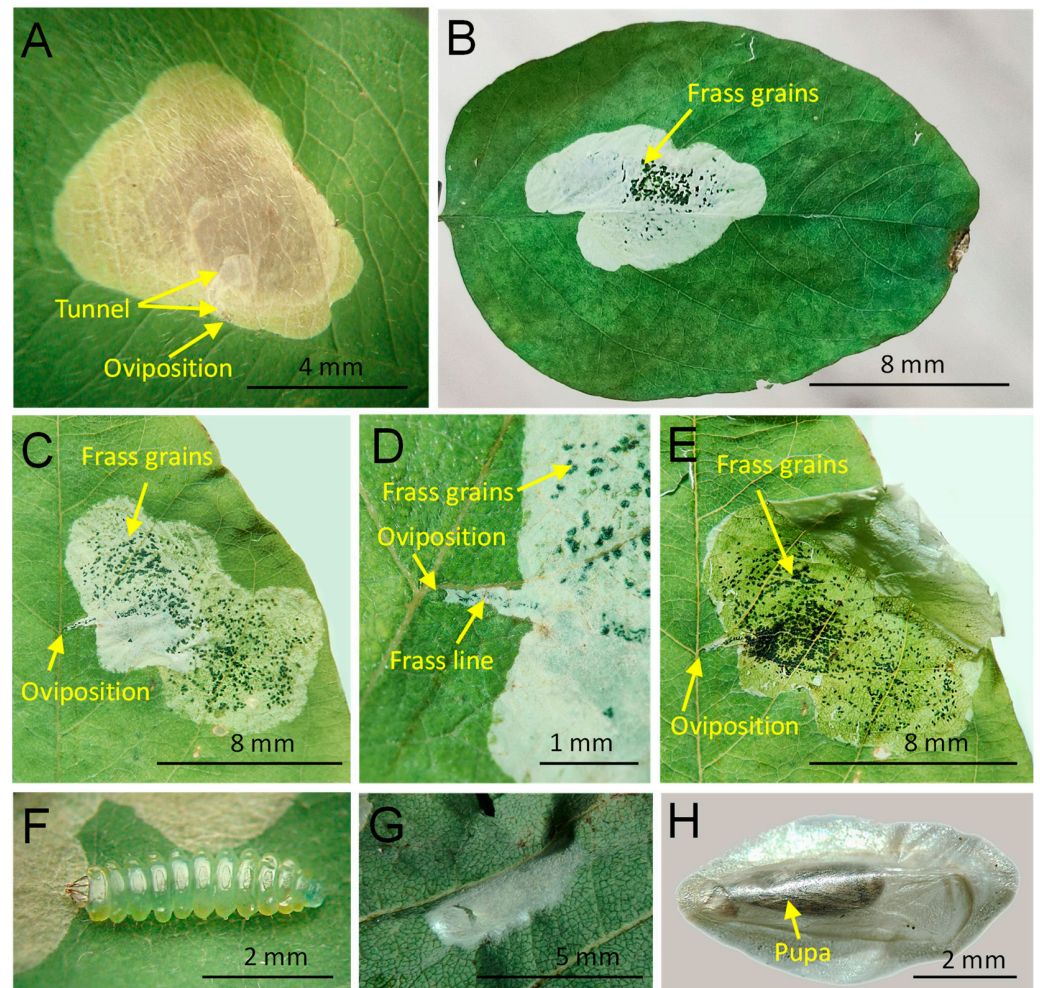 A
Tunnel
Oviposition
4 mm
B
Frass grains
8 mm
C
Frass grains
Oviposition
8 mm
D
Frass grains
Oviposition
Frass line
1 mm
E
Frass grains
Oviposition
8 mm
F
2 mm
G
5 mm
H
Pupa
2 mm